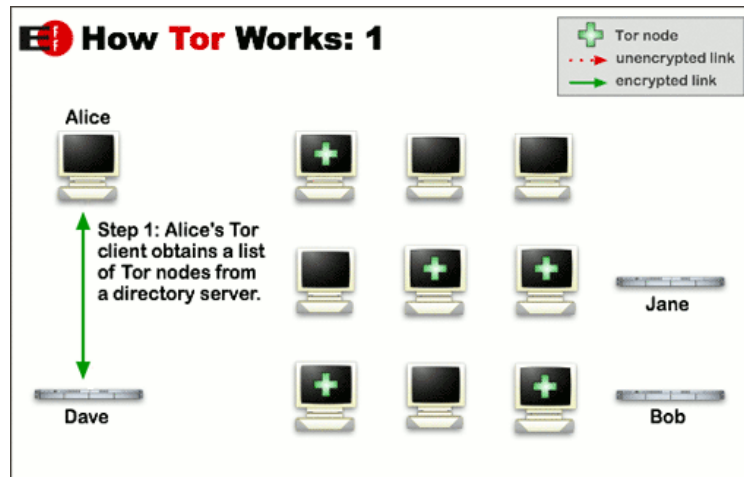 EFF How Tor Works: 1
Tor node
unencrypted link
encrypted link
Alice
Step 1: Alice's Tor
client obtains a list
of Tor nodes from
a directory server.
Jane
Dave
Bob